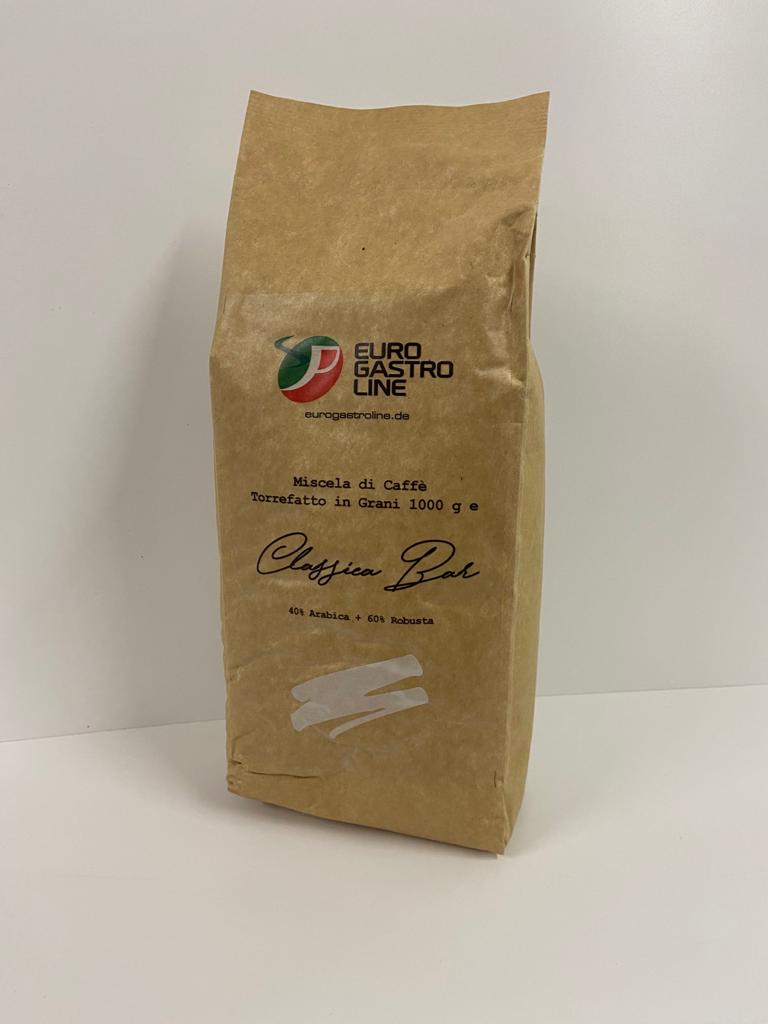 EURO
GASTRO
LINE
eurogastroline.de
Miscela di Caffè
Torrefatto in Grani 1000 g e
Classica Bar
40% Arabica + 60% Robusta